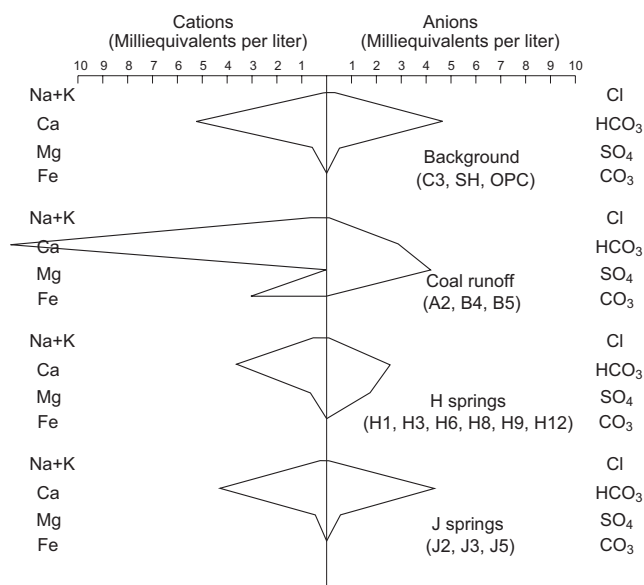 Cations Anions
(Milliequivalents per liter) (Milliequivalents per liter)
10 9 8 7 6 5 4 3 2 1 1 2 3 4 5 6 7 8 9 10
Na+K Cl
Ca HCO₃
Mg SO₄
Background
Fe CO₃
(C3, SH, OPC)
Na+K Cl
Ca HCO₃
Mg SO₄
Coal runoff
Fe CO₃
(A2, B4, B5)
Na+K Cl
Ca HCO₃
Mg SO₄
H springs
Fe CO₃
(H1, H3, H6, H8, H9, H12)
Na+K Cl
Ca HCO₃
Mg SO₄
J springs
Fe CO₃
(J2, J3, J5)